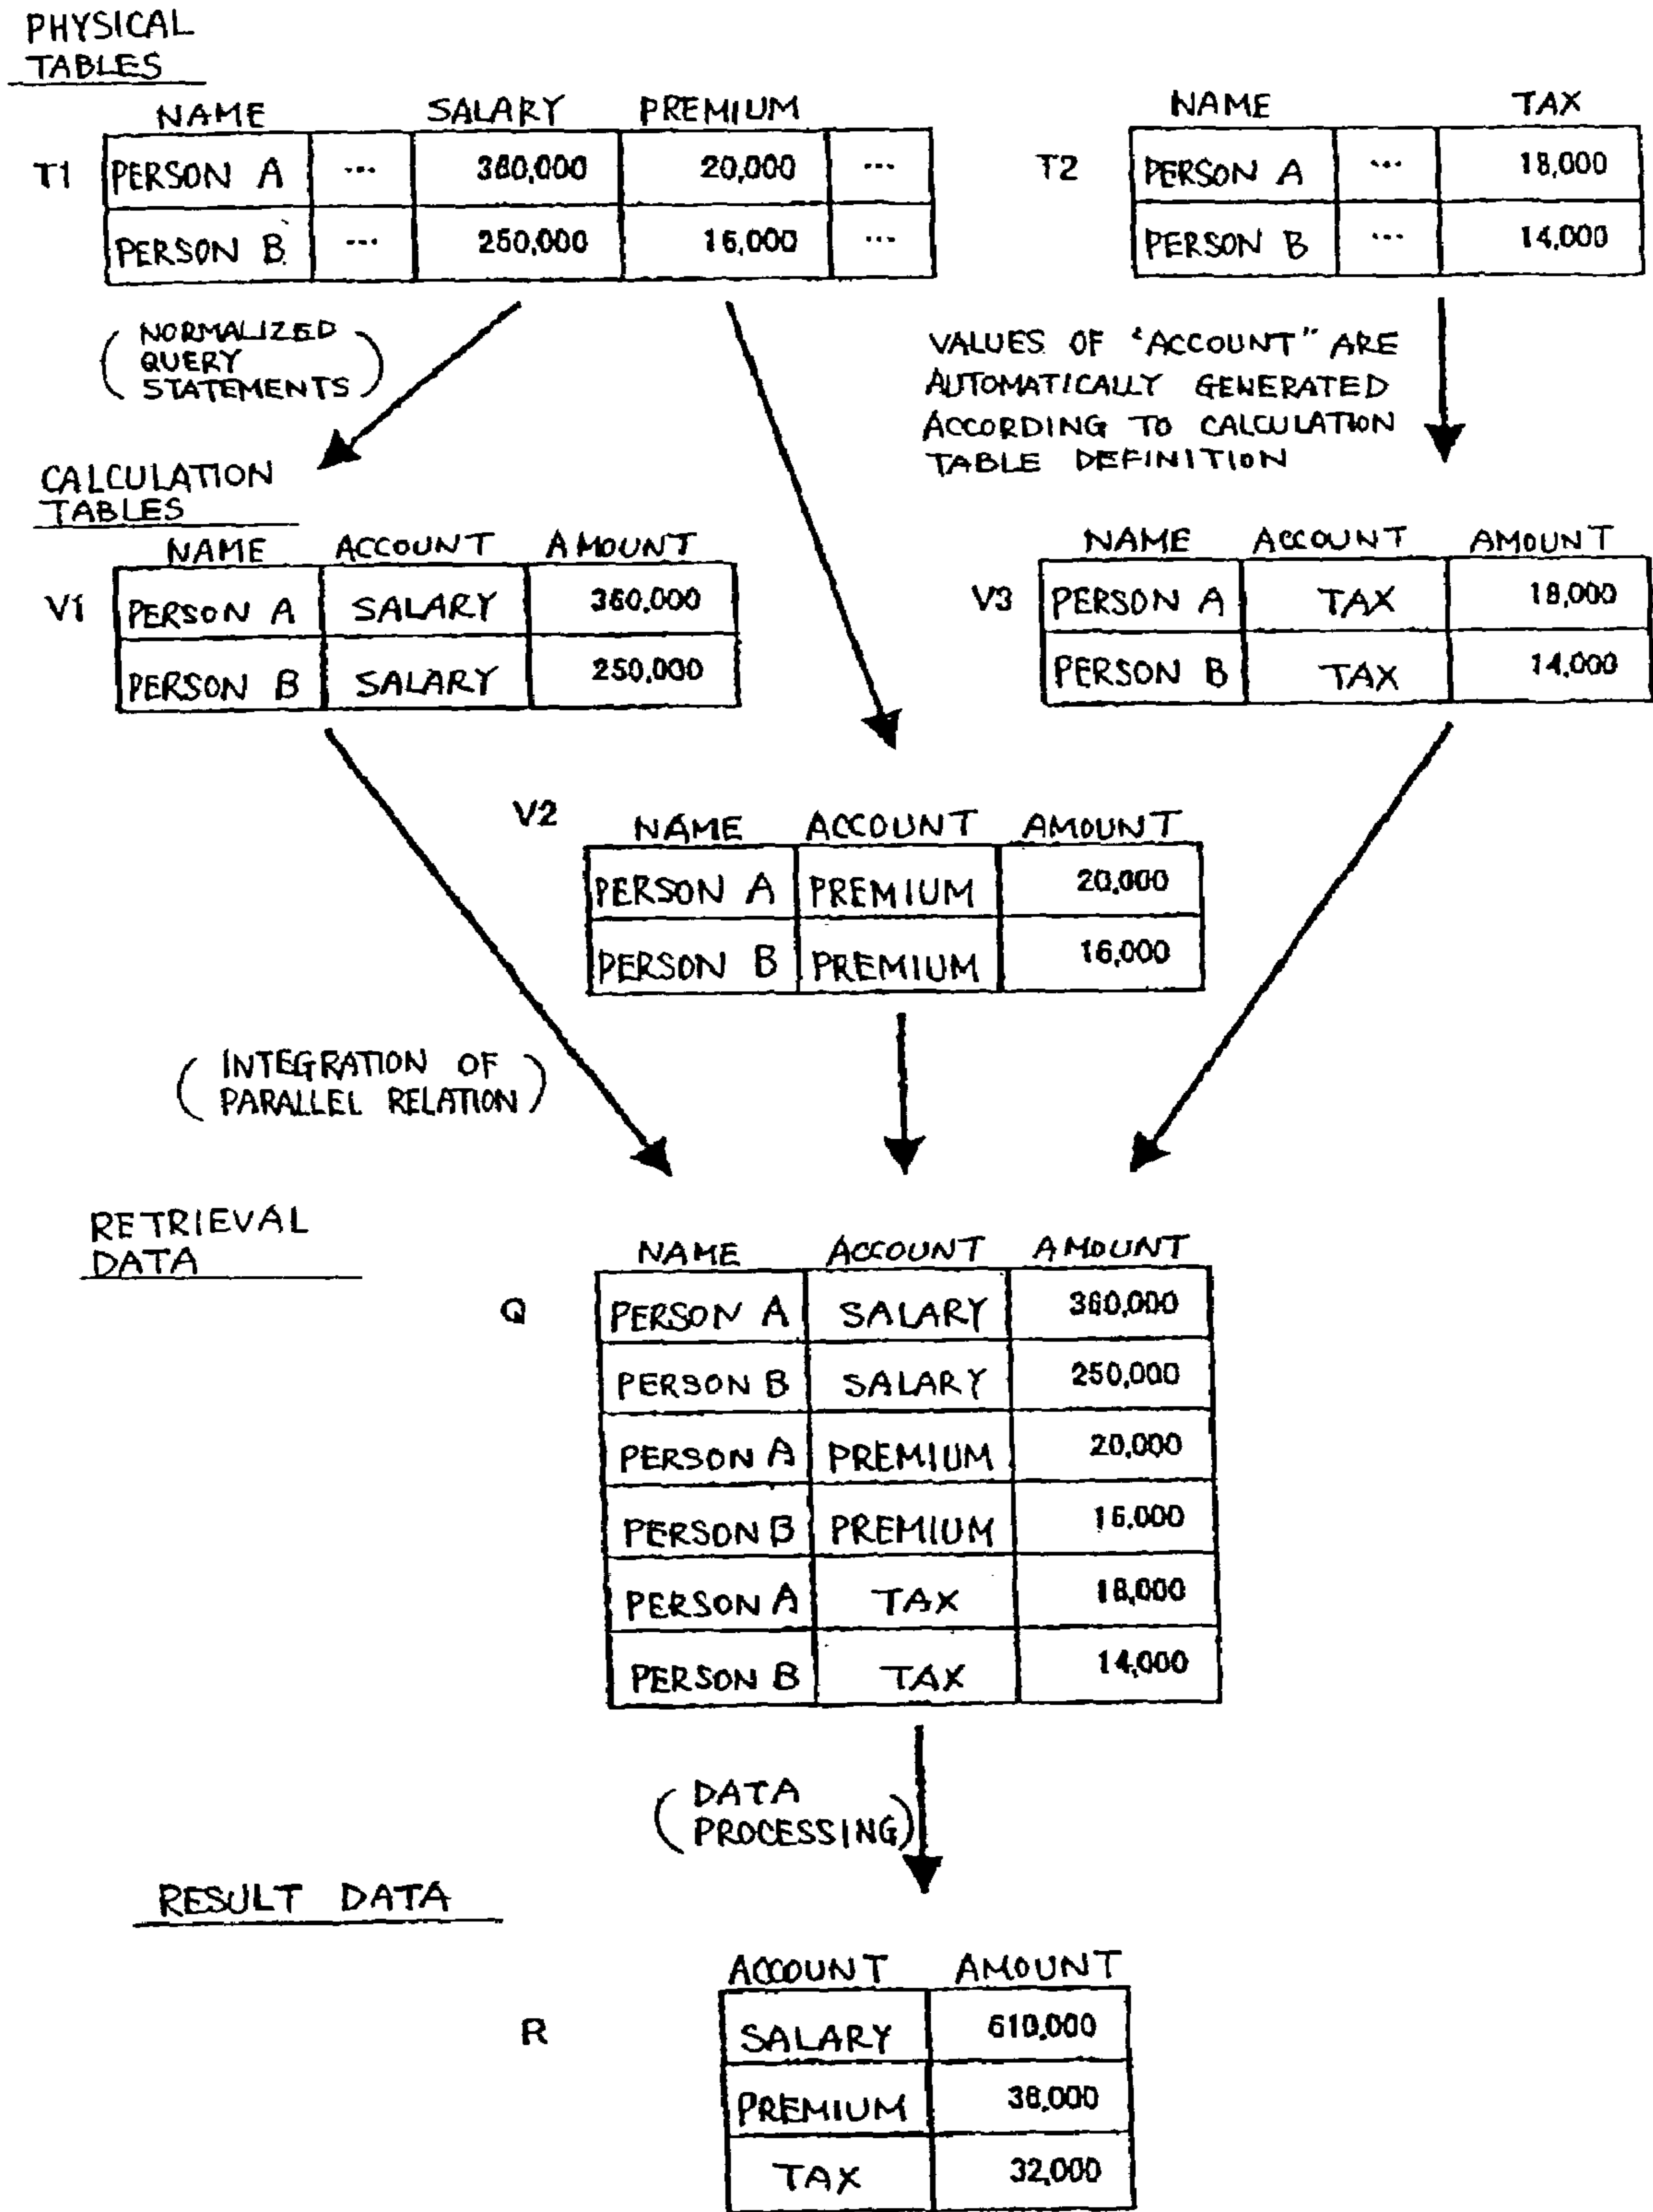 PHYSICAL
TABLES
NAME SALARY PREMIUM
T1 PERSON A ... 360,000 20,000 ...
PERSON B ... 250,000 16,000 ...
NAME TAX
T2 PERSON A ... 18,000
PERSON B ... 14,000
( NORMALIZED
QUERY
STATEMENTS )
VALUES OF "ACCOUNT" ARE
AUTOMATICALLY GENERATED
ACCORDING TO CALCULATION
TABLE DEFINITION
CALCULATION
TABLES
NAME ACCOUNT AMOUNT
V1 PERSON A SALARY 360,000
PERSON B SALARY 250,000
NAME ACCOUNT AMOUNT
V3 PERSON A TAX 18,000
PERSON B TAX 14,000
V2 NAME ACCOUNT AMOUNT
PERSON A PREMIUM 20,000
PERSON B PREMIUM 16,000
( INTEGRATION OF
PARALLEL RELATION )
RETRIEVAL
DATA
NAME ACCOUNT AMOUNT
Q PERSON A SALARY 360,000
PERSON B SALARY 250,000
PERSON A PREMIUM 20,000
PERSON B PREMIUM 16,000
PERSON A TAX 18,000
PERSON B TAX 14,000
( DATA
PROCESSING )
RESULT DATA
ACCOUNT AMOUNT
R SALARY 610,000
PREMIUM 36,000
TAX 32,000